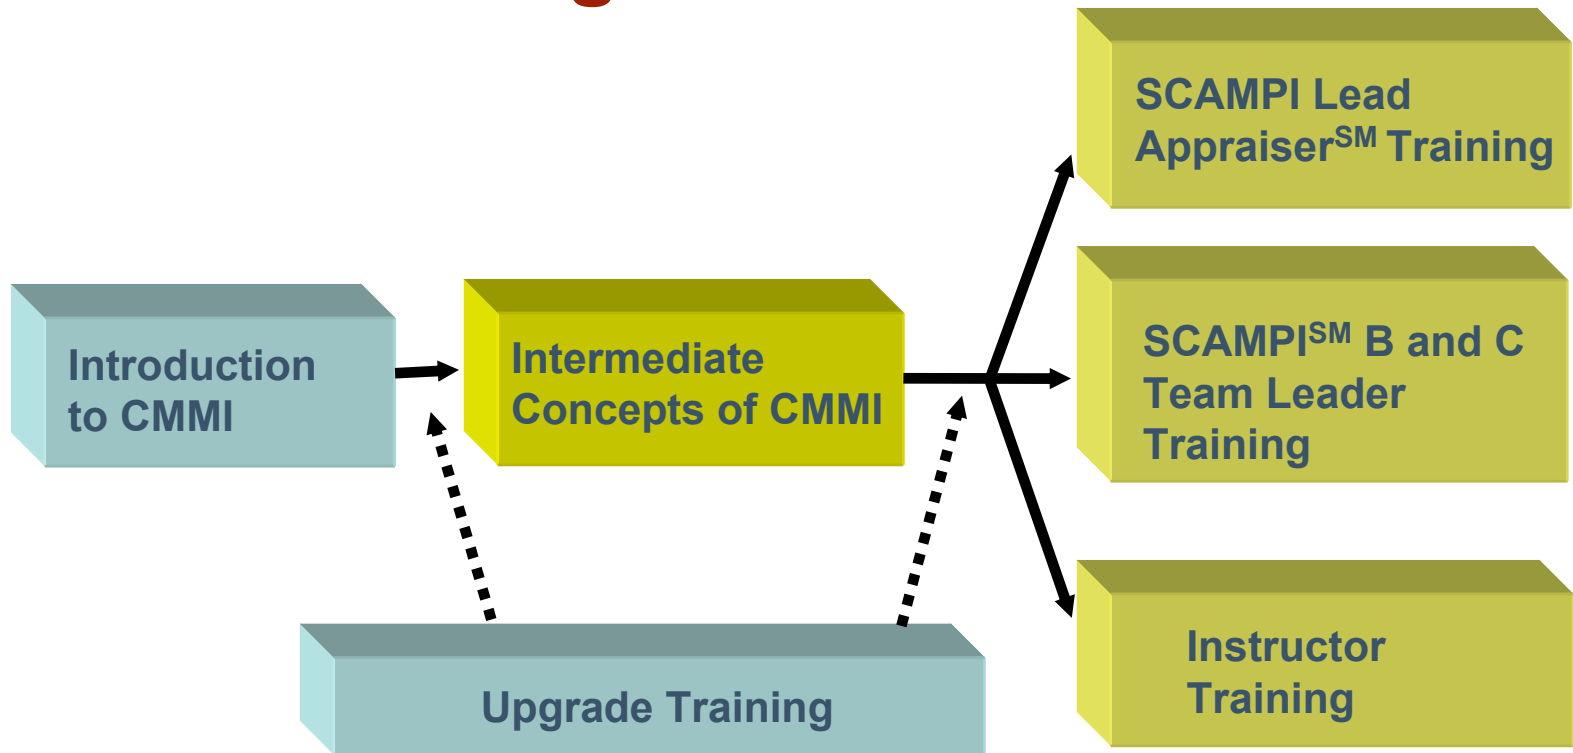 Introduction
to CMMI
Intermediate
Concepts of CMMI
SCAMPI Lead
Appraiserˢᴹ Training
SCAMPIˢᴹ B and C
Team Leader
Training
Instructor
Training
Upgrade Training